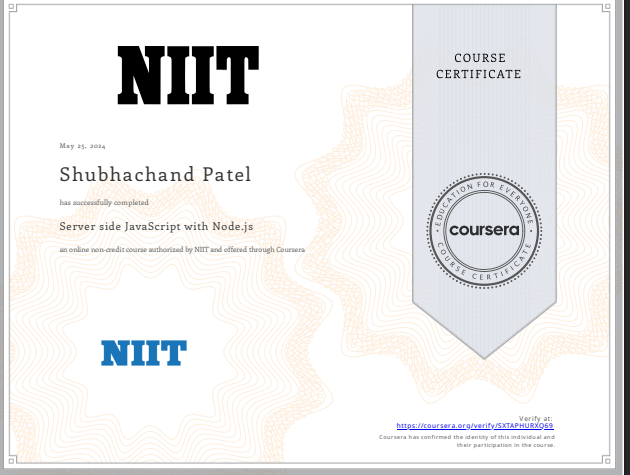 NIIT
COURSE
CERTIFICATE
May 25, 2024
Shubhachand Patel
has successfully completed
Server side JavaScript with Node.js
an online non-credit course authorized by NIIT and offered through Coursera
EDUCATION FOR EVERYONE
coursera
COURSE CERTIFICATE
NIIT
Verify at:
https://coursera.org/verify/SXTAPHURXQ69
Coursera has confirmed the identity of this individual and
their participation in the course.